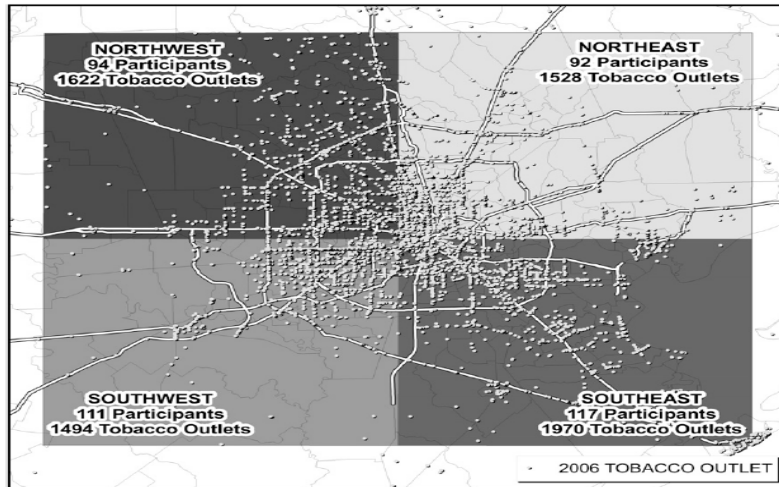 NORTHWEST
94 Participants
1622 Tobacco Outlets
NORTHEAST
92 Participants
1528 Tobacco Outlets
SOUTHWEST
111 Participants
1494 Tobacco Outlets
SOUTHEAST
117 Participants
1970 Tobacco Outlets
2006 TOBACCO OUTLET